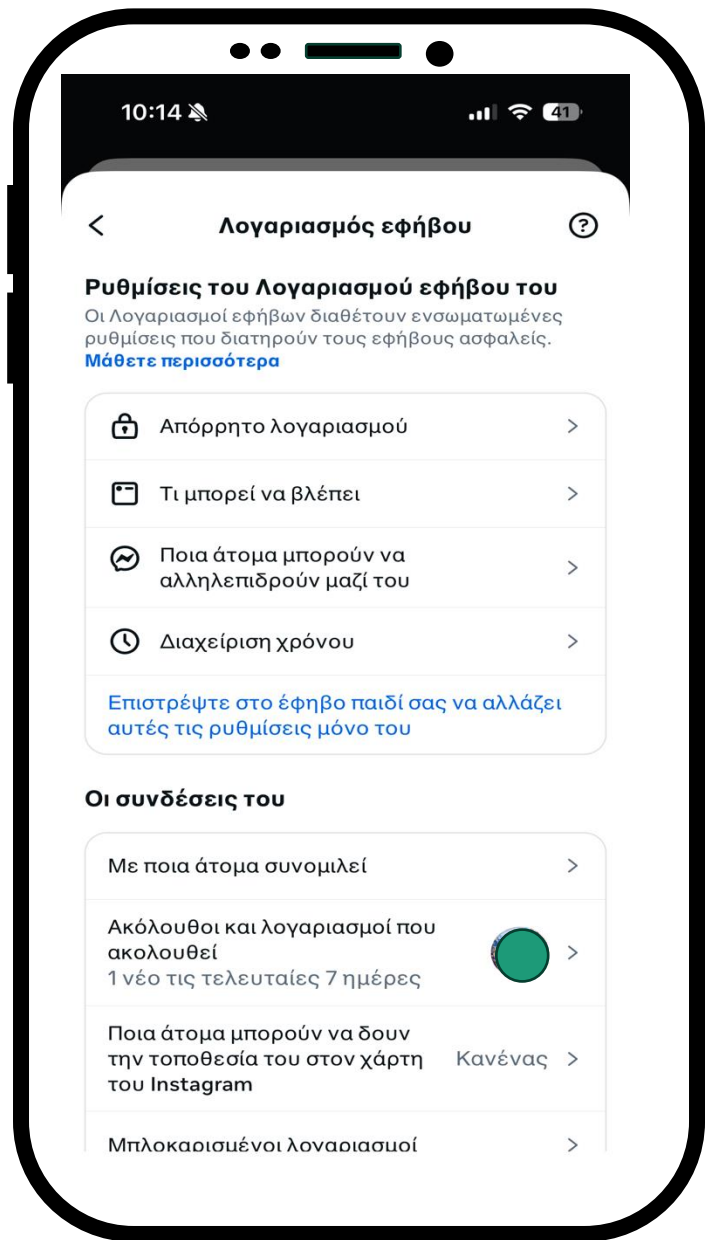 10:14
41
Λογαριασμός εφήβου
Ρυθμίσεις του Λογαριασμού εφήβου του
Οι Λογαριασμοί εφήβων διαθέτουν ενσωματωμένες
ρυθμίσεις που διατηρούν τους εφήβους ασφαλείς.
Μάθετε περισσότερα
Απόρρητο λογαριασμού
Τι μπορεί να βλέπει
Ποια άτομα μπορούν να
αλληλεπιδρούν μαζί του
Διαχείριση χρόνου
Επιστρέψτε στο έφηβο παιδί σας να αλλάζει
αυτές τις ρυθμίσεις μόνο του
Οι συνδέσεις του
Με ποια άτομα συνομιλεί
Ακόλουθοι και λογαριασμοί που
ακολουθεί
1 νέο τις τελευταίες 7 ημέρες
Ποια άτομα μπορούν να δουν
την τοποθεσία του στον χάρτη Κανένας
του Instagram
Μπλοκαρισμένοι λογαριασμοί